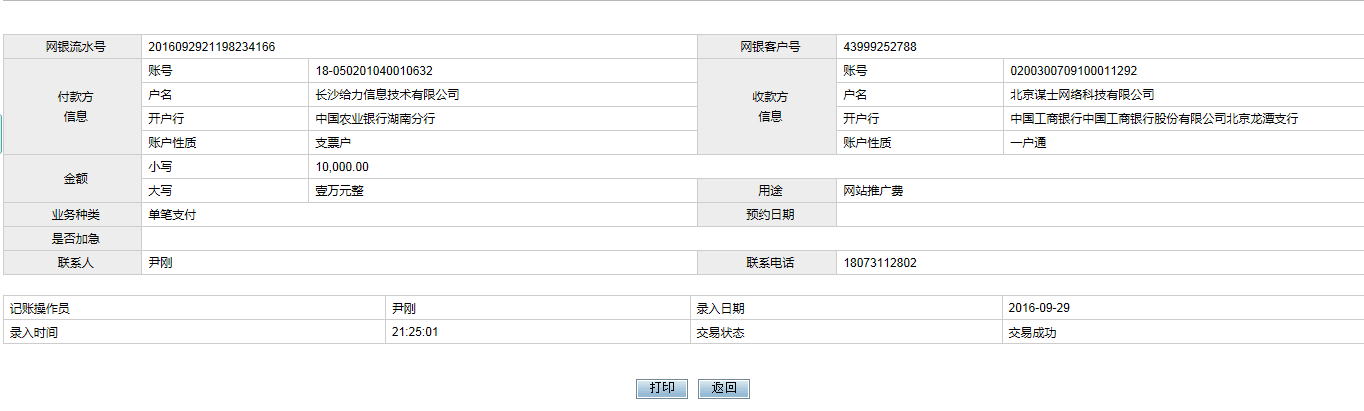 网银流水号 2016092921198234166 网银客户号 43999252788
付款方信息 账号 18-050201040010632 收款方信息 账号 0200300709100011292
户名 长沙给力信息技术有限公司 户名 北京谋士网络科技有限公司
开户行 中国农业银行湖南分行 开户行 中国工商银行中国工商银行股份有限公司北京龙潭支行
账户性质 支票户 账户性质 一户通
金额 小写 10,000.00
大写 壹万元整 用途 网站推广费
业务种类 单笔支付 预约日期
是否加急
联系人 尹刚 联系电话 18073112802
记账操作员 尹刚 录入日期 2016-09-29
录入时间 21:25:01 交易状态 交易成功
打印 返回